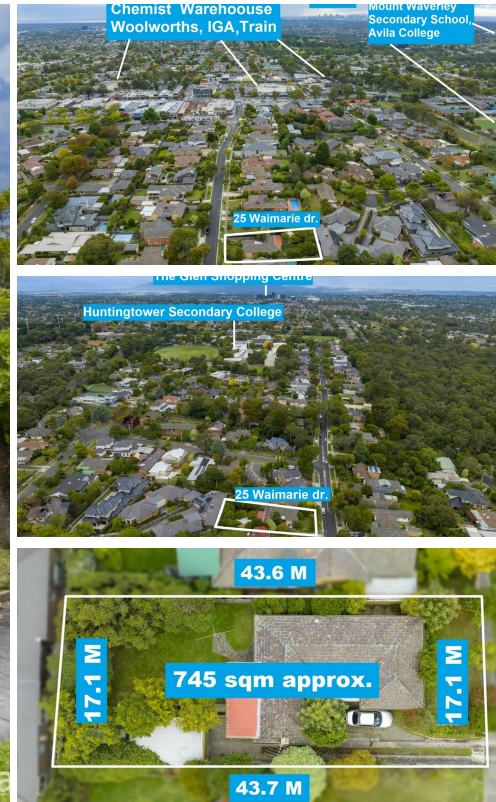 Chemist Warehoouse
Woolworths, IGA,Train
Mount Waverley
Secondary School,
Avila College
25 Waimarie dr.
The Glen Shopping Centre
Huntingtower Secondary College
25 Waimarie dr.
43.6 M
17.1 M
745 sqm approx.
17.1 M
43.7 M